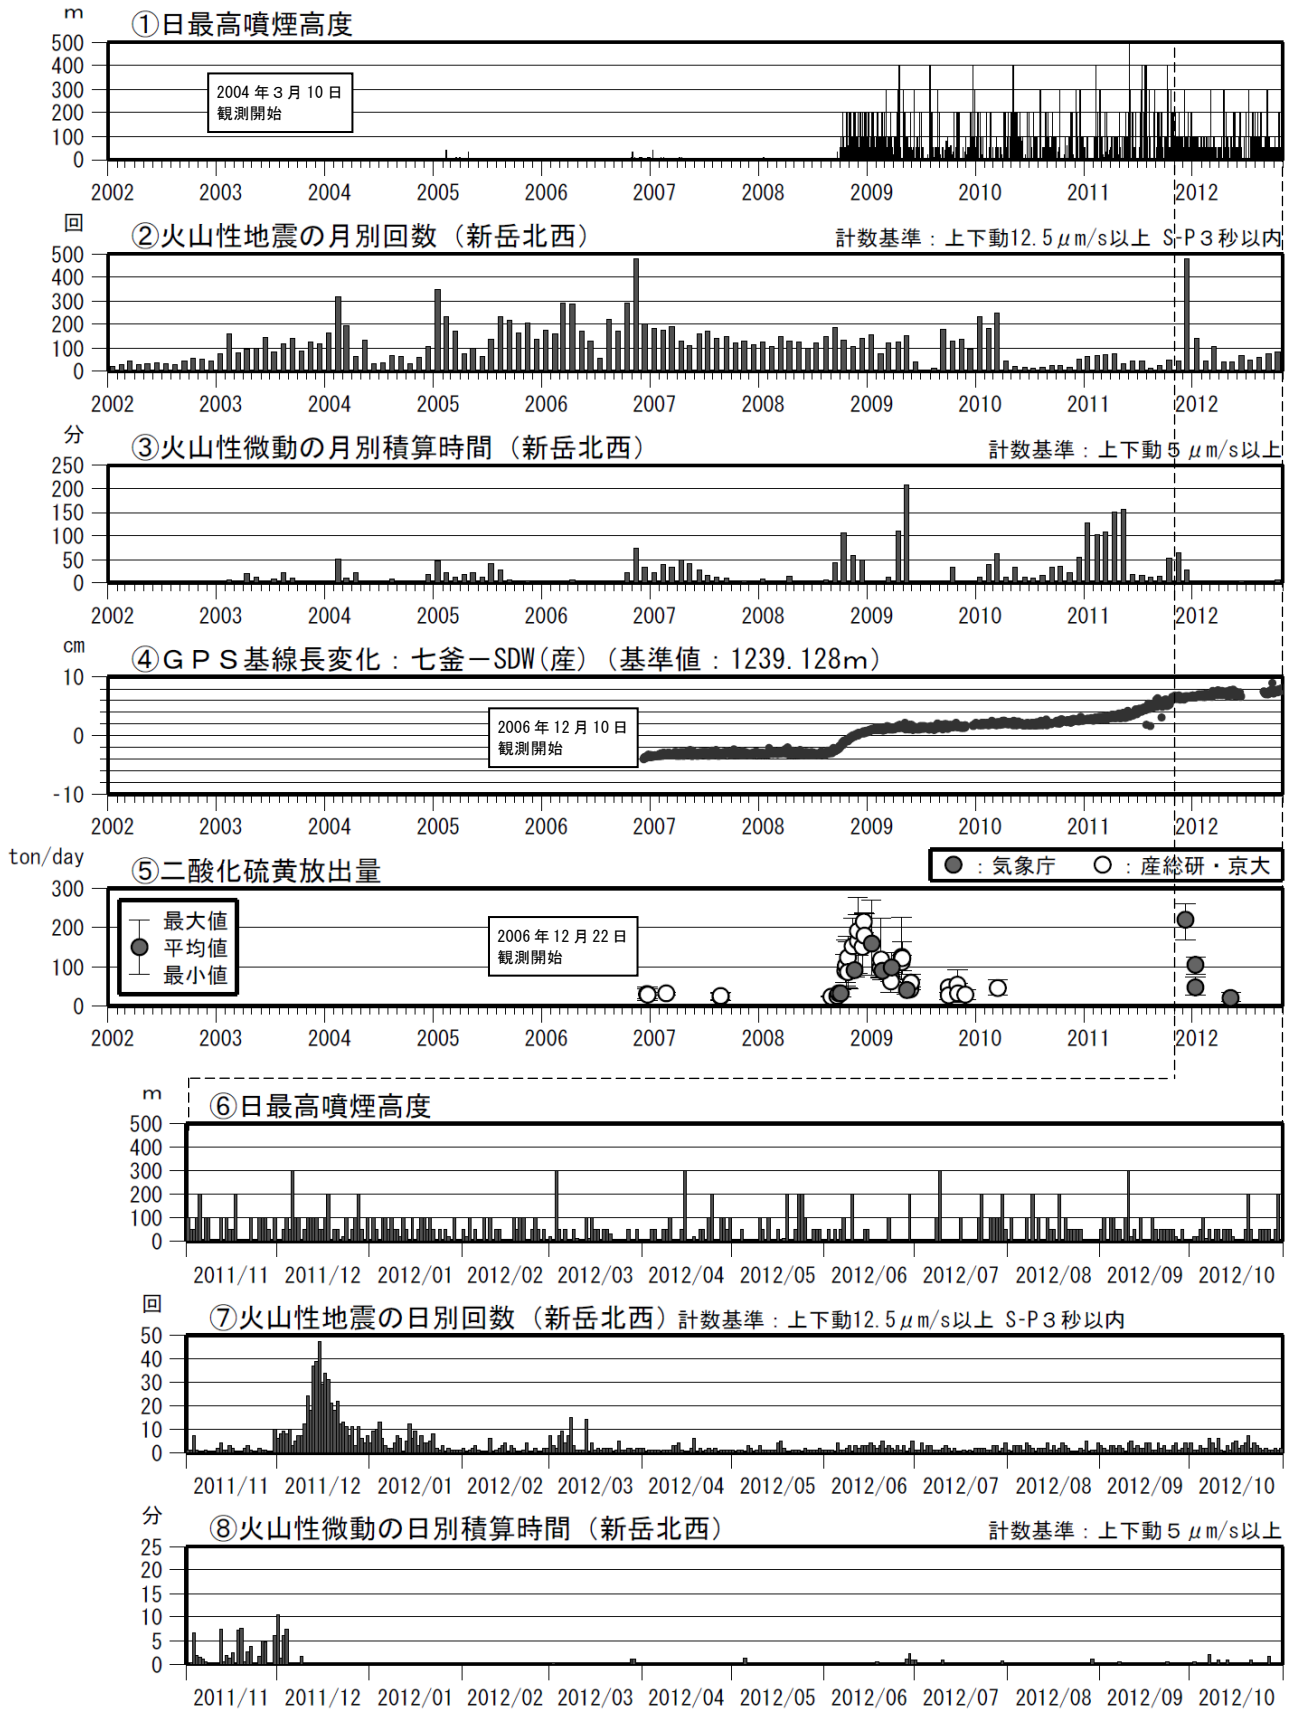 m
①日最高噴煙高度
500
400
300
200
100
0
2004年3月10日
観測開始
2002 2003 2004 2005 2006 2007 2008 2009 2010 2011 2012
回
②火山性地震の月別回数（新岳北西）
計数基準：上下動12.5μm/s以上 S-P3秒以内
500
400
300
200
100
0
2002 2003 2004 2005 2006 2007 2008 2009 2010 2011 2012
分
③火山性微動の月別積算時間（新岳北西）
計数基準：上下動5μm/s以上
250
200
150
100
50
0
2002 2003 2004 2005 2006 2007 2008 2009 2010 2011 2012
cm
④GPS基線長変化：七釜－SDW(産)（基準値：1239.128m）
10
0
-10
2006年12月10日
観測開始
2002 2003 2004 2005 2006 2007 2008 2009 2010 2011 2012
ton/day
⑤二酸化硫黄放出量
：気象庁 ：産総研・京大
300
200
100
0
最大値
平均値
最小値
2006年12月22日
観測開始
2002 2003 2004 2005 2006 2007 2008 2009 2010 2011 2012
m
⑥日最高噴煙高度
500
400
300
200
100
0
2011/11 2011/12 2012/01 2012/02 2012/03 2012/04 2012/05 2012/06 2012/07 2012/08 2012/09 2012/10
回
⑦火山性地震の日別回数（新岳北西）計数基準：上下動12.5μm/s以上 S-P3秒以内
50
40
30
20
10
0
2011/11 2011/12 2012/01 2012/02 2012/03 2012/04 2012/05 2012/06 2012/07 2012/08 2012/09 2012/10
分
⑧火山性微動の日別積算時間（新岳北西）
計数基準：上下動5μm/s以上
25
20
15
10
5
0
2011/11 2011/12 2012/01 2012/02 2012/03 2012/04 2012/05 2012/06 2012/07 2012/08 2012/09 2012/10